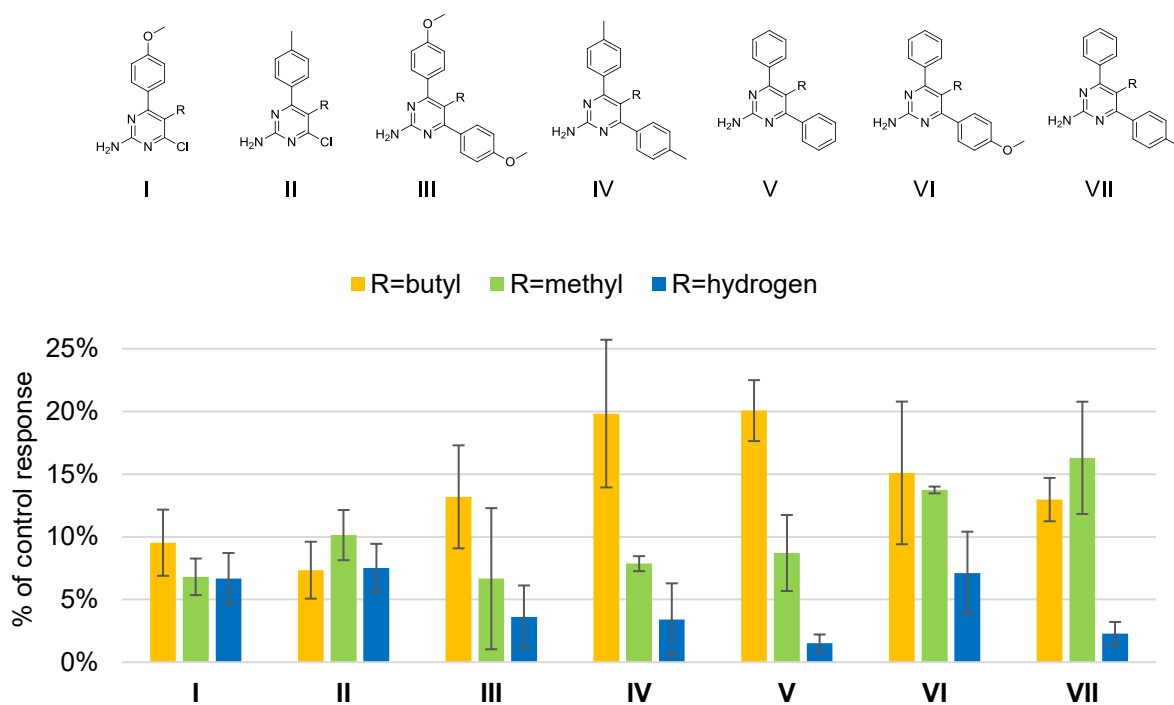 O
N
R
H₂N
N
Cl
I
N
R
H₂N
N
Cl
II
O
N
R
H₂N
N
O
III
N
R
H₂N
N
IV
N
R
H₂N
N
V
N
R
H₂N
N
O
VI
N
R
H₂N
N
VII
R=butyl R=methyl R=hydrogen
% of control response
25%
20%
15%
10%
5%
0%
I II III IV V VI VII